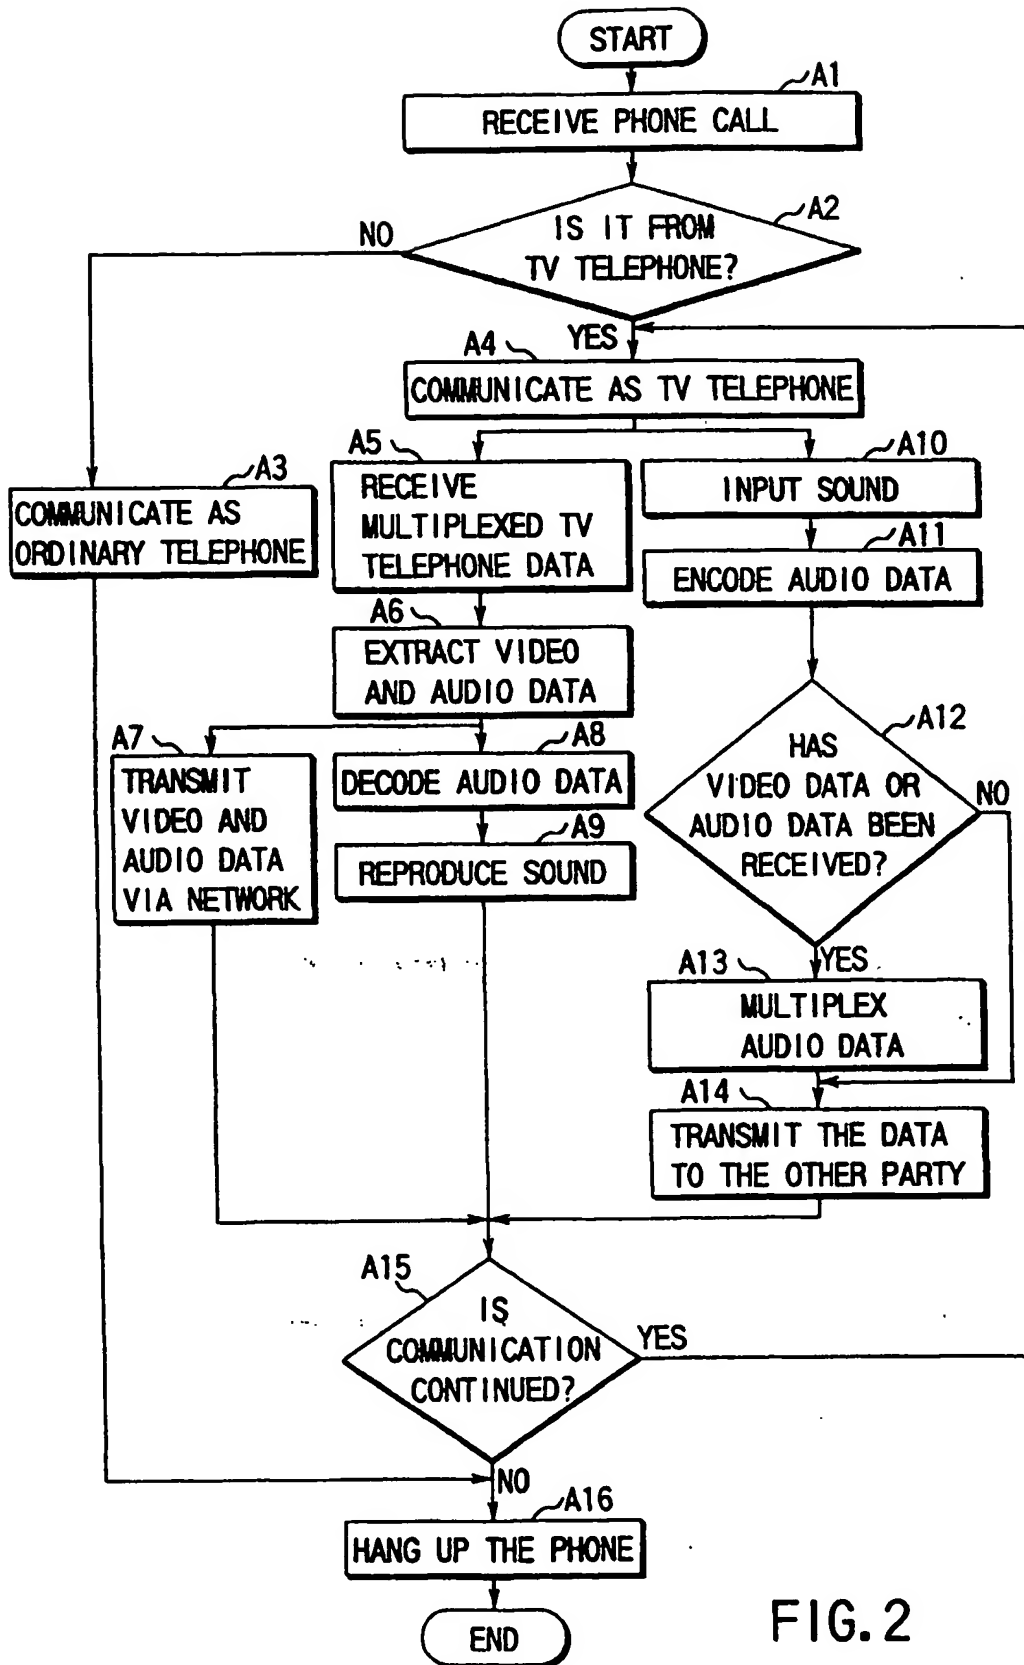 START
A1
RECEIVE PHONE CALL
A2
IS IT FROM
TV TELEPHONE?
NO
YES
A4
COMMUNICATE AS TV TELEPHONE
A3
COMMUNICATE AS
ORDINARY TELEPHONE
A5
RECEIVE
MULTIPLEXED TV
TELEPHONE DATA
A10
INPUT SOUND
A11
ENCODE AUDIO DATA
A6
EXTRACT VIDEO
AND AUDIO DATA
A7
TRANSMIT
VIDEO AND
AUDIO DATA
VIA NETWORK
A8
DECODE AUDIO DATA
A9
REPRODUCE SOUND
A12
HAS
VIDEO DATA OR
AUDIO DATA BEEN
RECEIVED?
NO
YES
A13
MULTIPLEX
AUDIO DATA
A14
TRANSMIT THE DATA
TO THE OTHER PARTY
A15
IS
COMMUNICATION
CONTINUED?
YES
NO
A16
HANG UP THE PHONE
END
FIG. 2